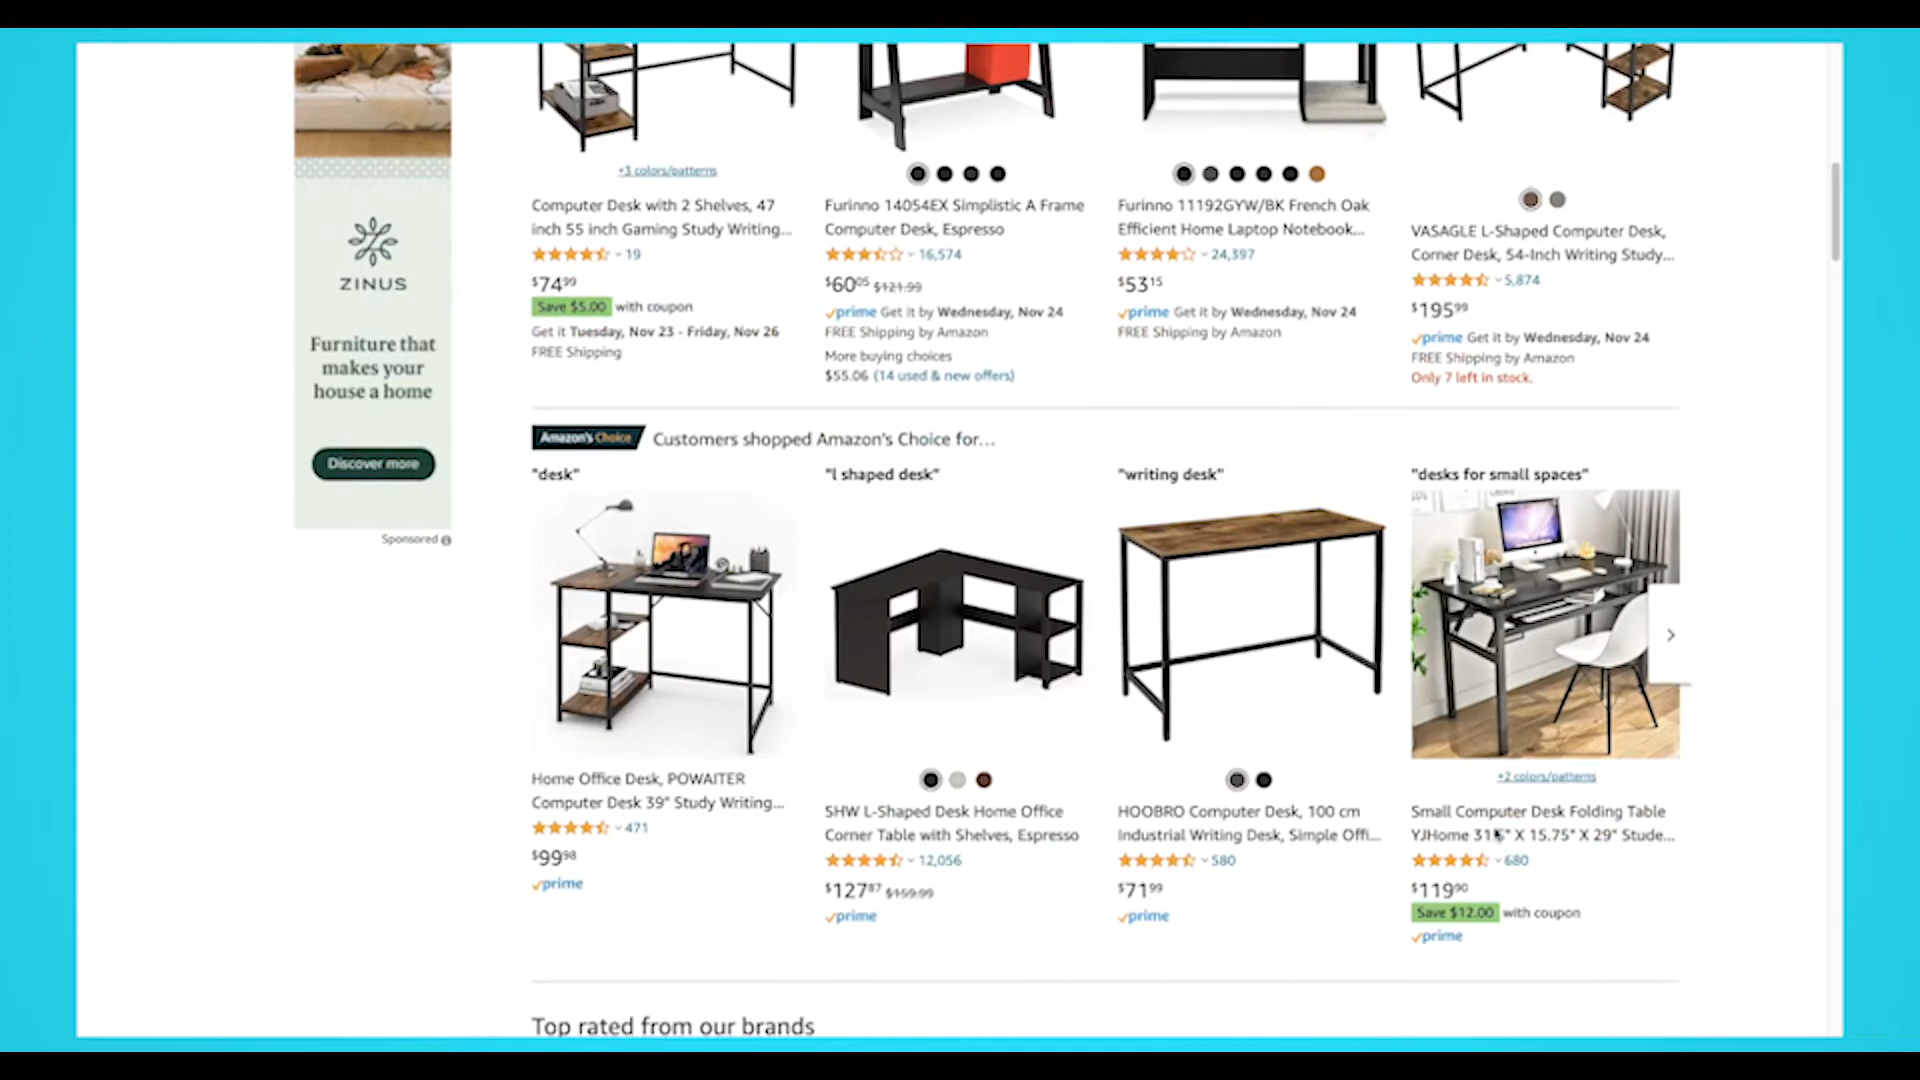 ZINUS
Furniture that
makes your
house a home
Discover more
Sponsored
+3 colors/patterns
Computer Desk with 2 Shelves, 47
inch 55 inch Gaming Study Writing...
19
$74.99
Save $5.00 with coupon
Get it Tuesday, Nov 23 - Friday, Nov 26
FREE Shipping
Furinno 14054EX Simplistic A Frame
Computer Desk, Espresso
16,574
$60.05 $121.99
prime Get it by Wednesday, Nov 24
FREE Shipping by Amazon
More buying choices
$55.06 (14 used & new offers)
Furinno 11192GYW/BK French Oak
Efficient Home Laptop Notebook...
24,397
$53.15
prime Get it by Wednesday, Nov 24
FREE Shipping by Amazon
VASAGLE L-Shaped Computer Desk,
Corner Desk, 54-Inch Writing Study...
5,874
$195.99
prime Get it by Wednesday, Nov 24
FREE Shipping by Amazon
Only 7 left in stock.
Amazon's Choice Customers shopped Amazon's Choice for...
"desk"
Home Office Desk, POWAITER
Computer Desk 39" Study Writing...
471
$99.98
prime
"l shaped desk"
SHW L-Shaped Desk Home Office
Corner Table with Shelves, Espresso
12,056
$127.87 $159.99
prime
"writing desk"
HOOBRO Computer Desk, 100 cm
Industrial Writing Desk, Simple Offi...
580
$71.99
prime
"desks for small spaces"
+2 colors/patterns
Small Computer Desk Folding Table
YJHome 31.5" X 15.75" X 29" Stude...
680
$119.90
Save $12.00 with coupon
prime
Top rated from our brands